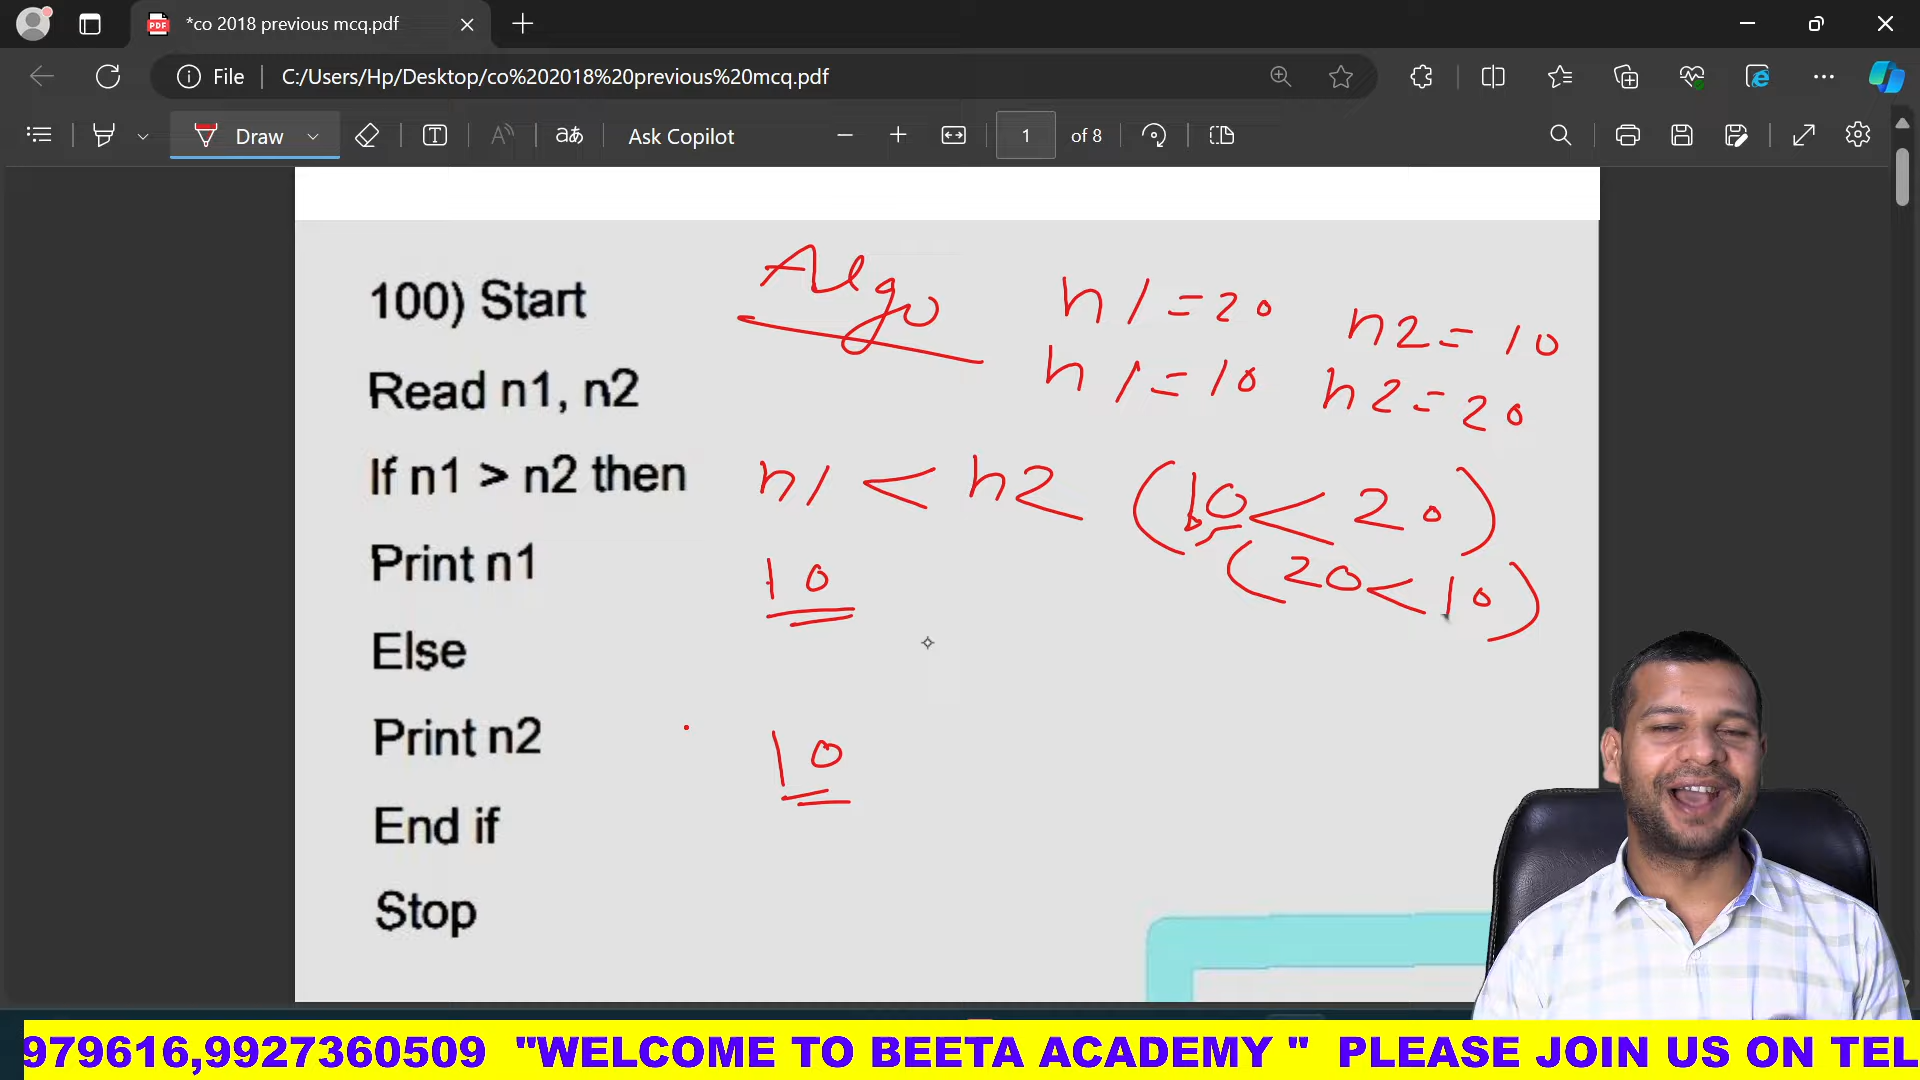 *co 2018 previous mcq.pdf
File C:/Users/Hp/Desktop/co%202018%20previous%20mcq.pdf
Draw Ask Copilot 1 of 8
100) Start
Algo
n1=20 n2=10
Read n1, n2
n1=10 n2=20
If n1 > n2 then
n1 < n2 (10<20)
Print n1
10 (20<10)
Else
Print n2
10
End if
Stop
979616,9927360509 "WELCOME TO BEETA ACADEMY " PLEASE JOIN US ON TEL